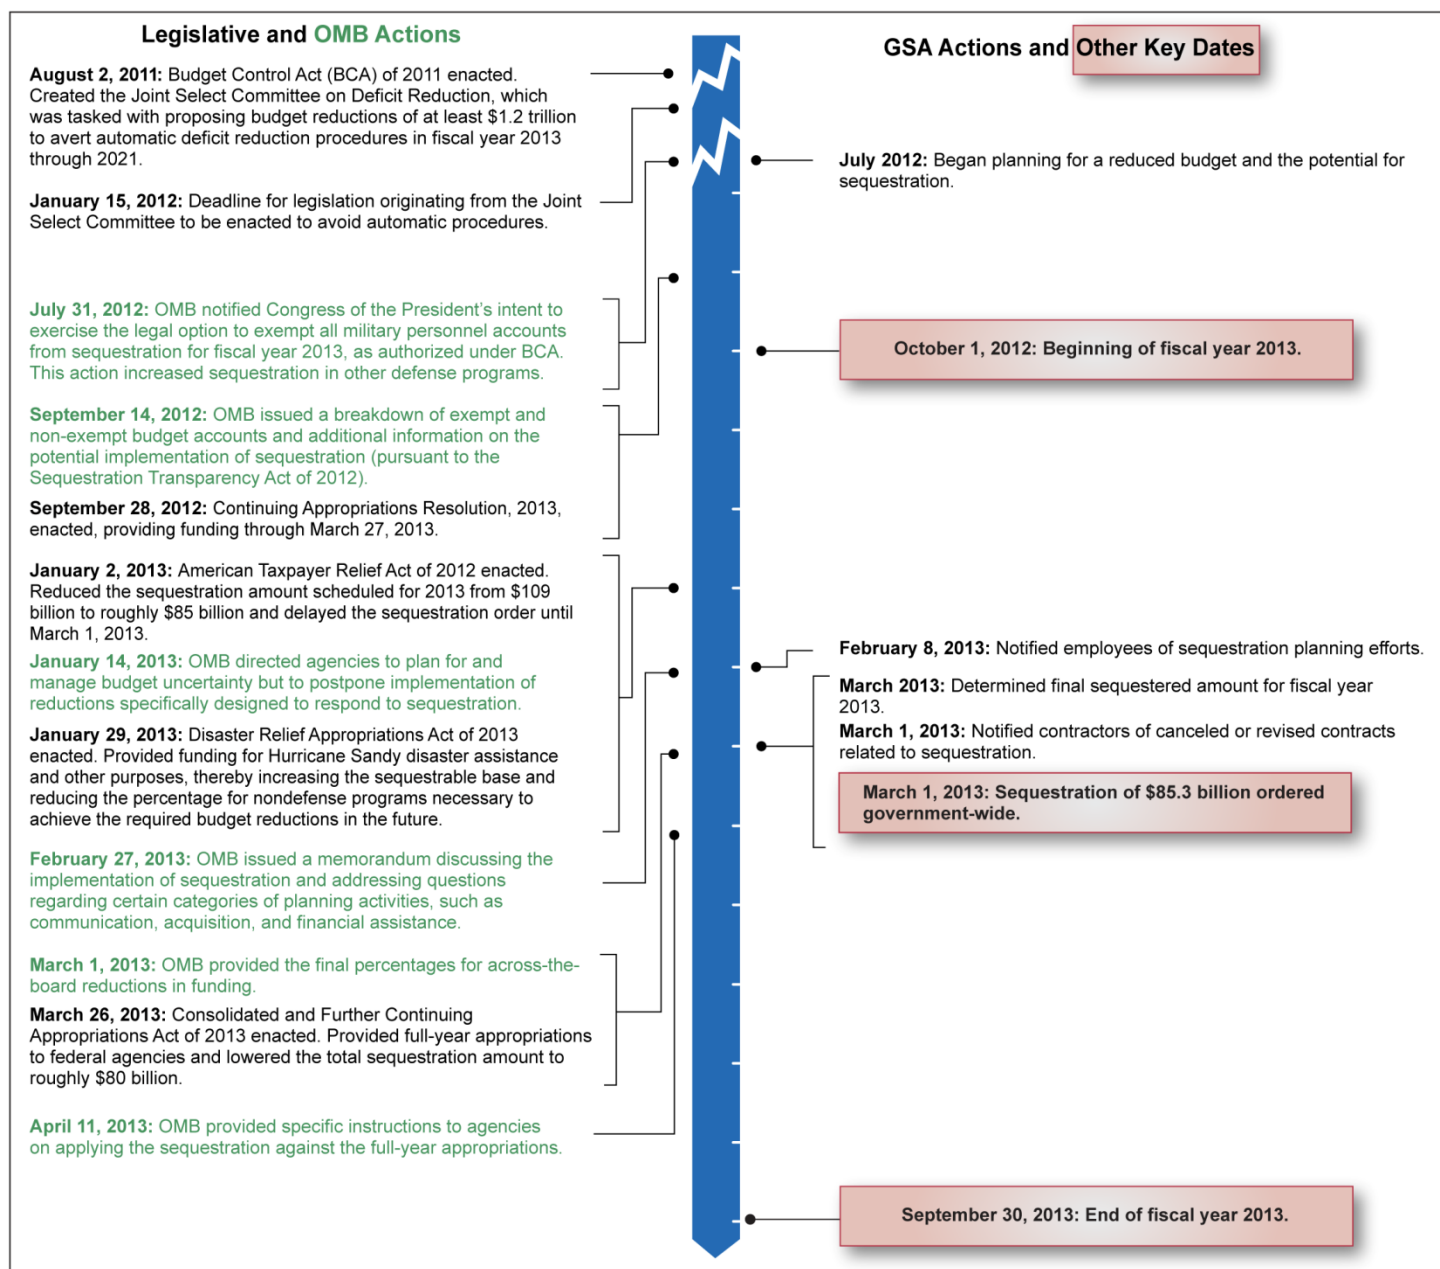 Legislative and OMB Actions
August 2, 2011: Budget Control Act (BCA) of 2011 enacted.
Created the Joint Select Committee on Deficit Reduction, which
was tasked with proposing budget reductions of at least $1.2 trillion
to avert automatic deficit reduction procedures in fiscal year 2013
through 2021.
January 15, 2012: Deadline for legislation originating from the Joint
Select Committee to be enacted to avoid automatic procedures.
July 31, 2012: OMB notified Congress of the President’s intent to
exercise the legal option to exempt all military personnel accounts
from sequestration for fiscal year 2013, as authorized under BCA.
This action increased sequestration in other defense programs.
September 14, 2012: OMB issued a breakdown of exempt and
non-exempt budget accounts and additional information on the
potential implementation of sequestration (pursuant to the
Sequestration Transparency Act of 2012).
September 28, 2012: Continuing Appropriations Resolution, 2013,
enacted, providing funding through March 27, 2013.
January 2, 2013: American Taxpayer Relief Act of 2012 enacted.
Reduced the sequestration amount scheduled for 2013 from $109
billion to roughly $85 billion and delayed the sequestration order until
March 1, 2013.
January 14, 2013: OMB directed agencies to plan for and
manage budget uncertainty but to postpone implementation of
reductions specifically designed to respond to sequestration.
January 29, 2013: Disaster Relief Appropriations Act of 2013
enacted. Provided funding for Hurricane Sandy disaster assistance
and other purposes, thereby increasing the sequestrable base and
reducing the percentage for nondefense programs necessary to
achieve the required budget reductions in the future.
February 27, 2013: OMB issued a memorandum discussing the
implementation of sequestration and addressing questions
regarding certain categories of planning activities, such as
communication, acquisition, and financial assistance.
March 1, 2013: OMB provided the final percentages for across-the-
board reductions in funding.
March 26, 2013: Consolidated and Further Continuing
Appropriations Act of 2013 enacted. Provided full-year appropriations
to federal agencies and lowered the total sequestration amount to
roughly $80 billion.
April 11, 2013: OMB provided specific instructions to agencies
on applying the sequestration against the full-year appropriations.
GSA Actions and Other Key Dates
July 2012: Began planning for a reduced budget and the potential for
sequestration.
October 1, 2012: Beginning of fiscal year 2013.
February 8, 2013: Notified employees of sequestration planning efforts.
March 2013: Determined final sequestered amount for fiscal year
2013.
March 1, 2013: Notified contractors of canceled or revised contracts
related to sequestration.
March 1, 2013: Sequestration of $85.3 billion ordered
government-wide.
September 30, 2013: End of fiscal year 2013.